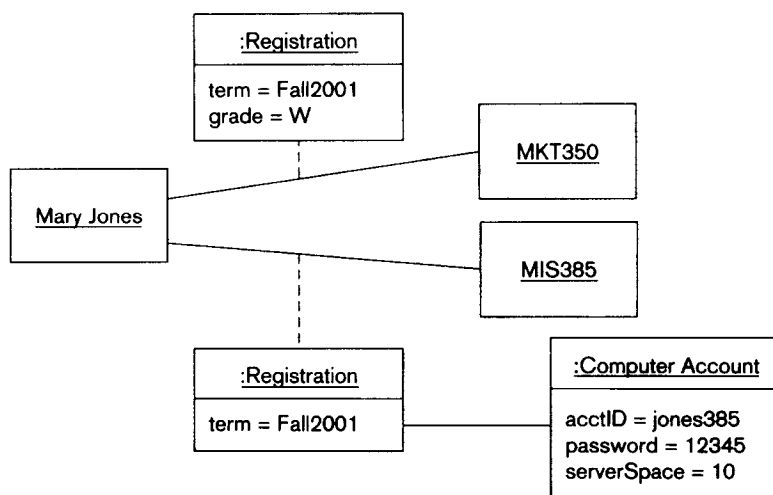 :Registration
term = Fall2001
grade = W
MKT350
Mary Jones
MIS385
:Registration
term = Fall2001
:Computer Account
acctID = jones385
password = 12345
serverSpace = 10